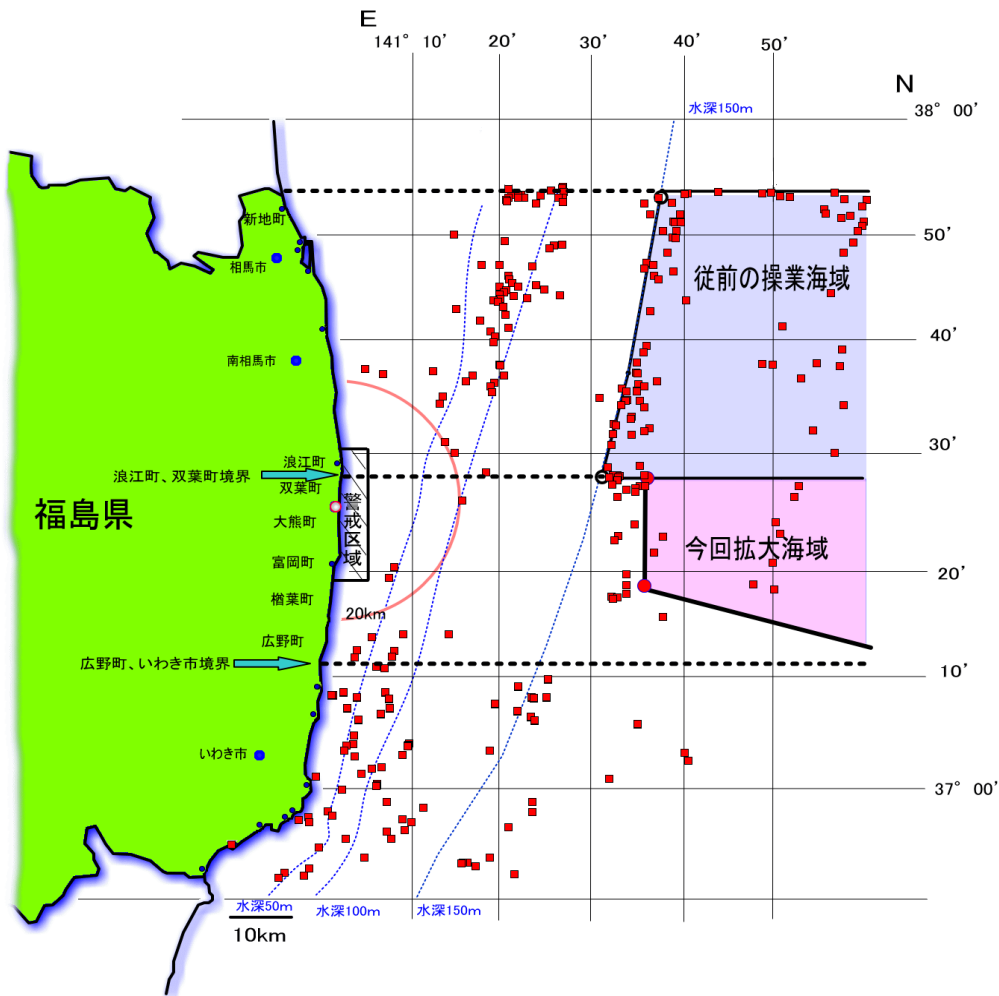 E
141° 10′ 20′ 30′ 40′ 50′
N
水深150m
38° 00′
新地町
50′
相馬市
従前の操業海域
40′
南相馬市
30′
浪江町
浪江町、双葉町境界
双葉町
警戒区域
福島県
大熊町
今回拡大海域
富岡町
20′
楢葉町
20km
広野町
広野町、いわき市境界
10′
いわき市
37° 00′
水深50m
水深100m
水深150m
10km